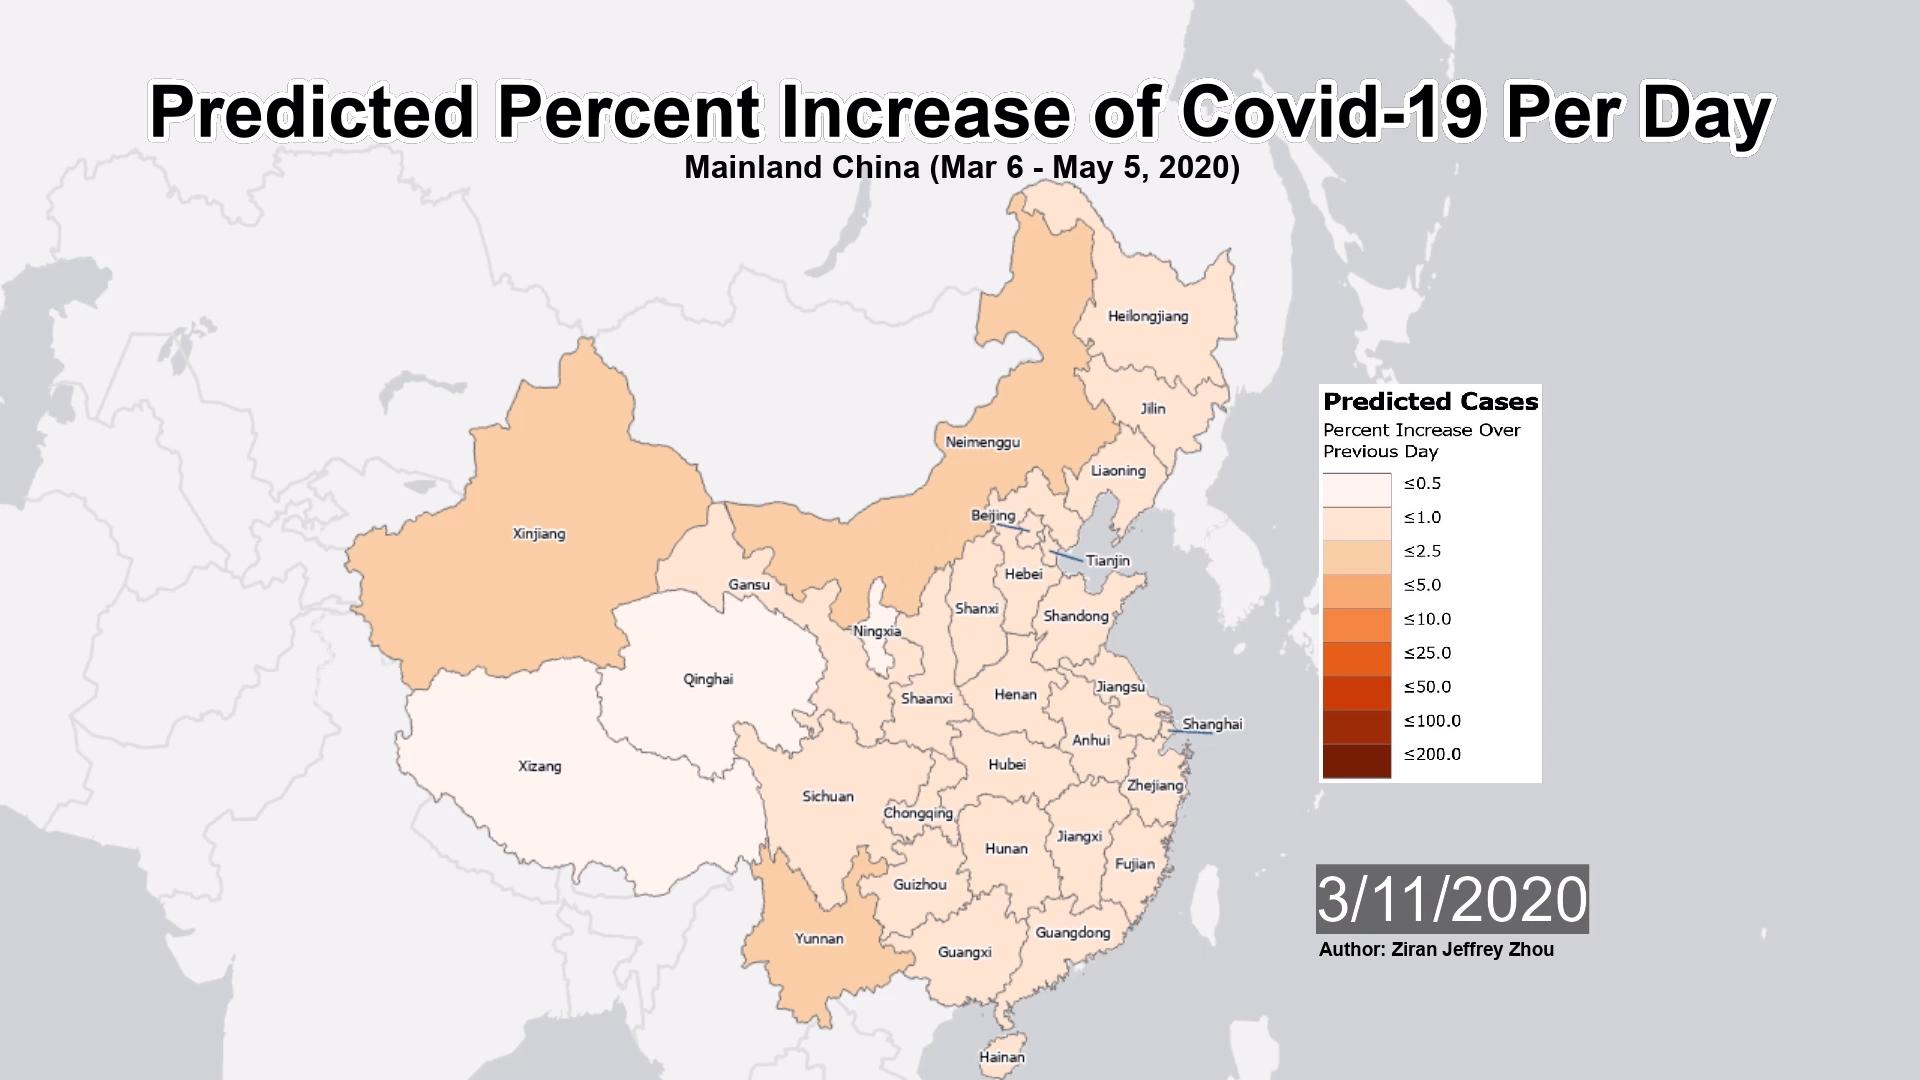 Predicted Percent Increase of Covid-19 Per Day
Mainland China (Mar 6 - May 5, 2020)
Heilongjiang
Jilin
Neimenggu
Liaoning
Beijing
Xinjiang
Tianjin
Hebei
Gansu
Shanxi
Shandong
Ningxia
Qinghai
Jiangsu
Henan
Shaanxi
Shanghai
Anhui
Hubei
Xizang
Zhejiang
Sichuan
Chongqing
Jiangxi
Hunan
Fujian
Guizhou
Guangdong
Yunnan
Guangxi
Hainan
Predicted Cases
Percent Increase Over
Previous Day
≤0.5
≤1.0
≤2.5
≤5.0
≤10.0
≤25.0
≤50.0
≤100.0
≤200.0
3/11/2020
Author: Ziran Jeffrey Zhou